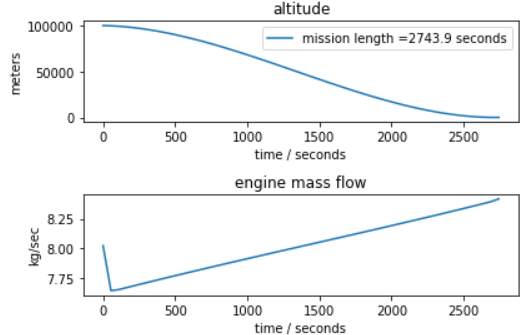 altitude
100000
50000
0
meters
mission length =2743.9 seconds
0 500 1000 1500 2000 2500
time / seconds
engine mass flow
8.25
8.00
7.75
kg/sec
0 500 1000 1500 2000 2500
time / seconds